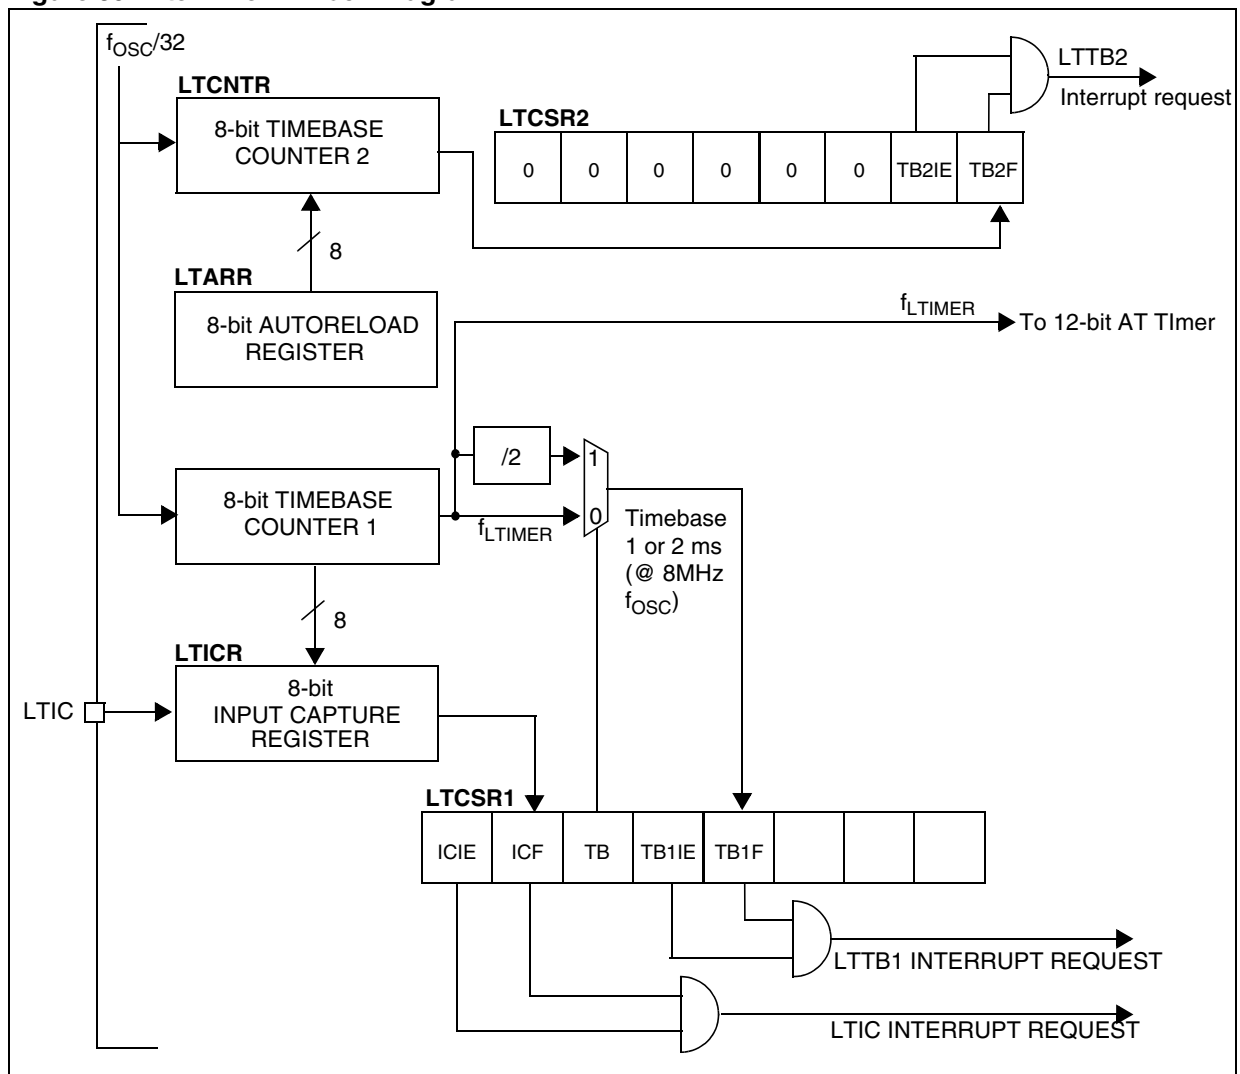 fOSC/32
LTCNTR
8-bit TIMEBASE
COUNTER 2
LTTB2
Interrupt request
LTCSR2
0 0 0 0 0 0 TB2IE TB2F
8
LTARR
8-bit AUTORELOAD
REGISTER
fLTIMER
To 12-bit AT TImer
/2
1
8-bit TIMEBASE
COUNTER 1
fLTIMER
0
Timebase
1 or 2 ms
(@ 8MHz
fOSC)
8
LTICR
LTIC
8-bit
INPUT CAPTURE
REGISTER
LTCSR1
ICIE ICF TB TB1IE TB1F
LTTB1 INTERRUPT REQUEST
LTIC INTERRUPT REQUEST